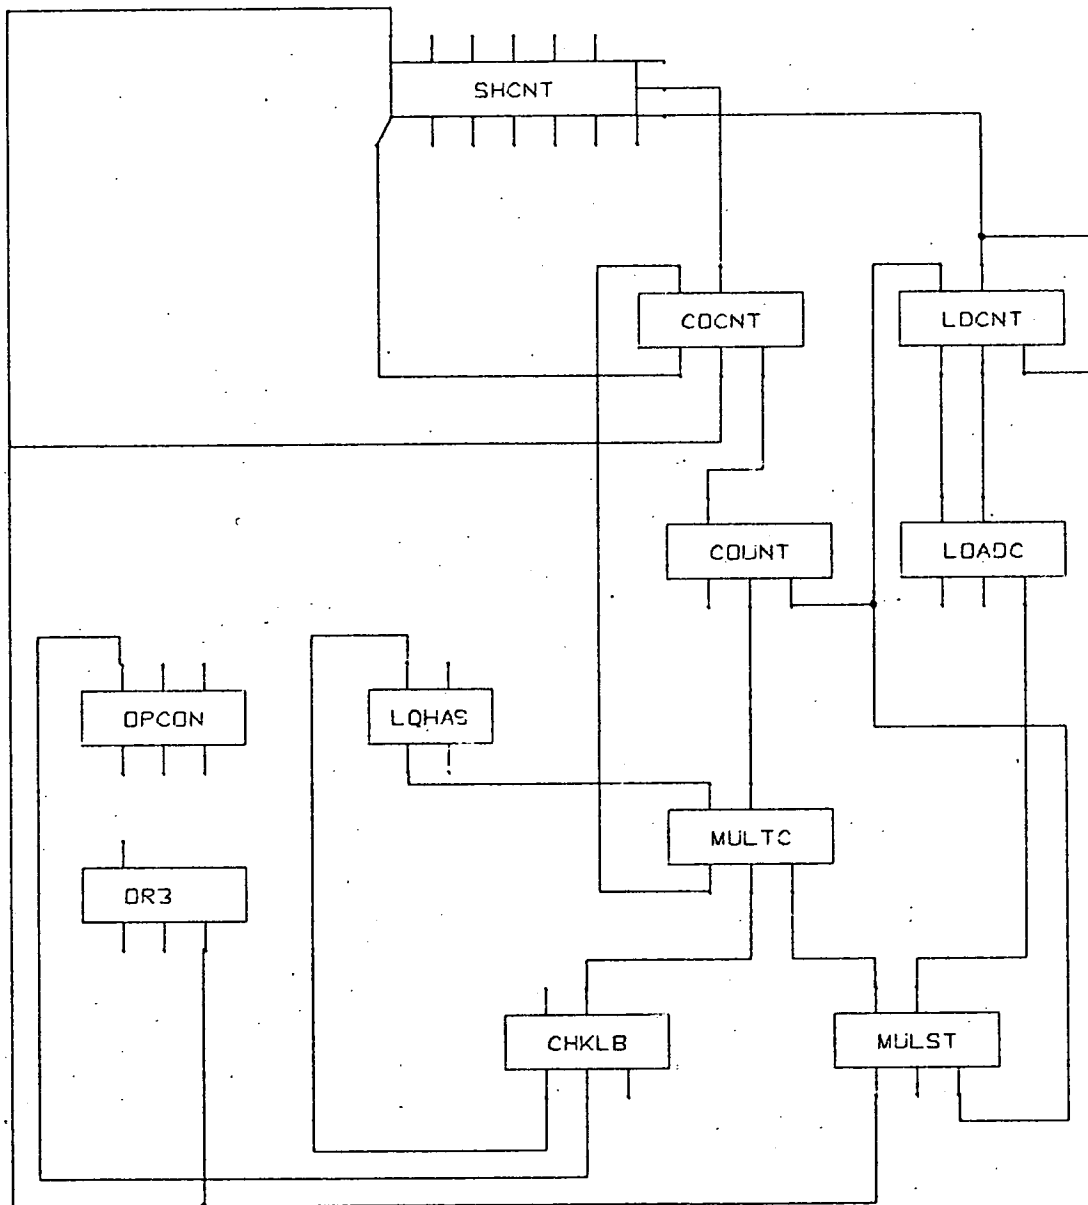 SHCNT
COCNT
LDCNT
COUNT
LOADC
OPCON
LQHAS
MULTC
OR3
CHKLB
MULST